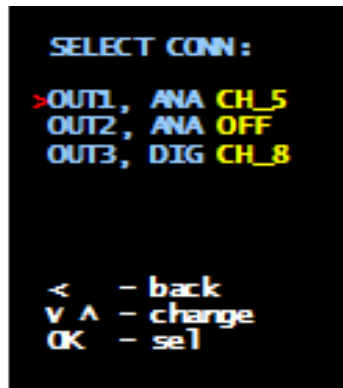 SELECT CONN:
>OUT1, ANA CH_5
OUT2, ANA OFF
OUT3, DIG CH_8
< - back
v ^ - change
OK - sel